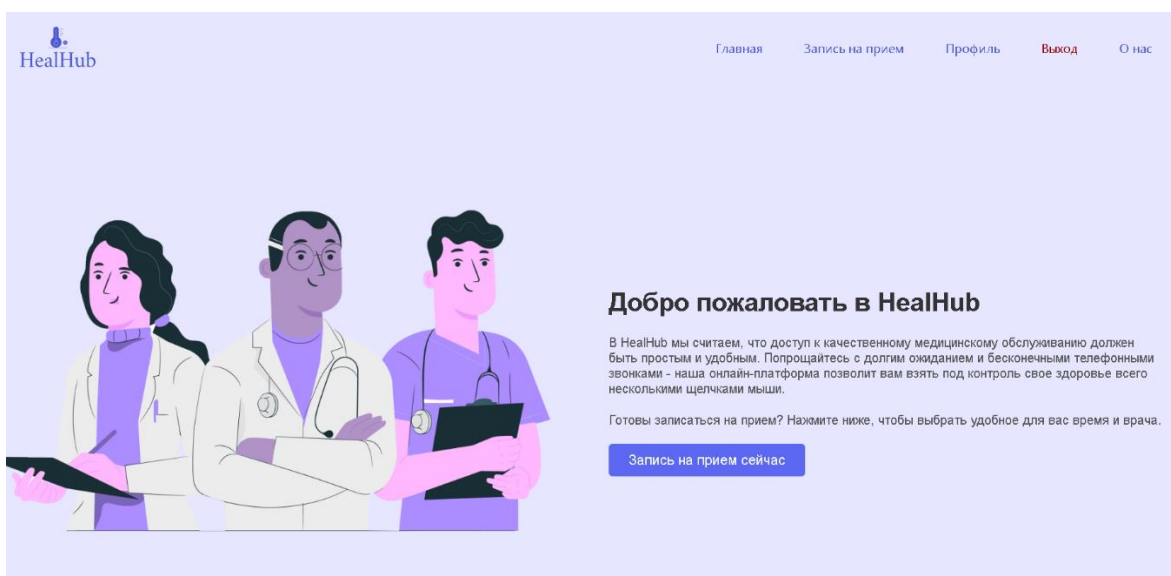 HealHub
Главная Запись на прием Профиль Выход О нас
Добро пожаловать в HealHub
В HealHub мы считаем, что доступ к качественному медицинскому обслуживанию должен
быть простым и удобным. Попрощайтесь с долгим ожиданием и бесконечными телефонными
звонками - наша онлайн-платформа позволит вам взять под контроль свое здоровье всего
несколькими щелчками мыши.
Готовы записаться на прием? Нажмите ниже, чтобы выбрать удобное для вас время и врача.
Запись на прием сейчас